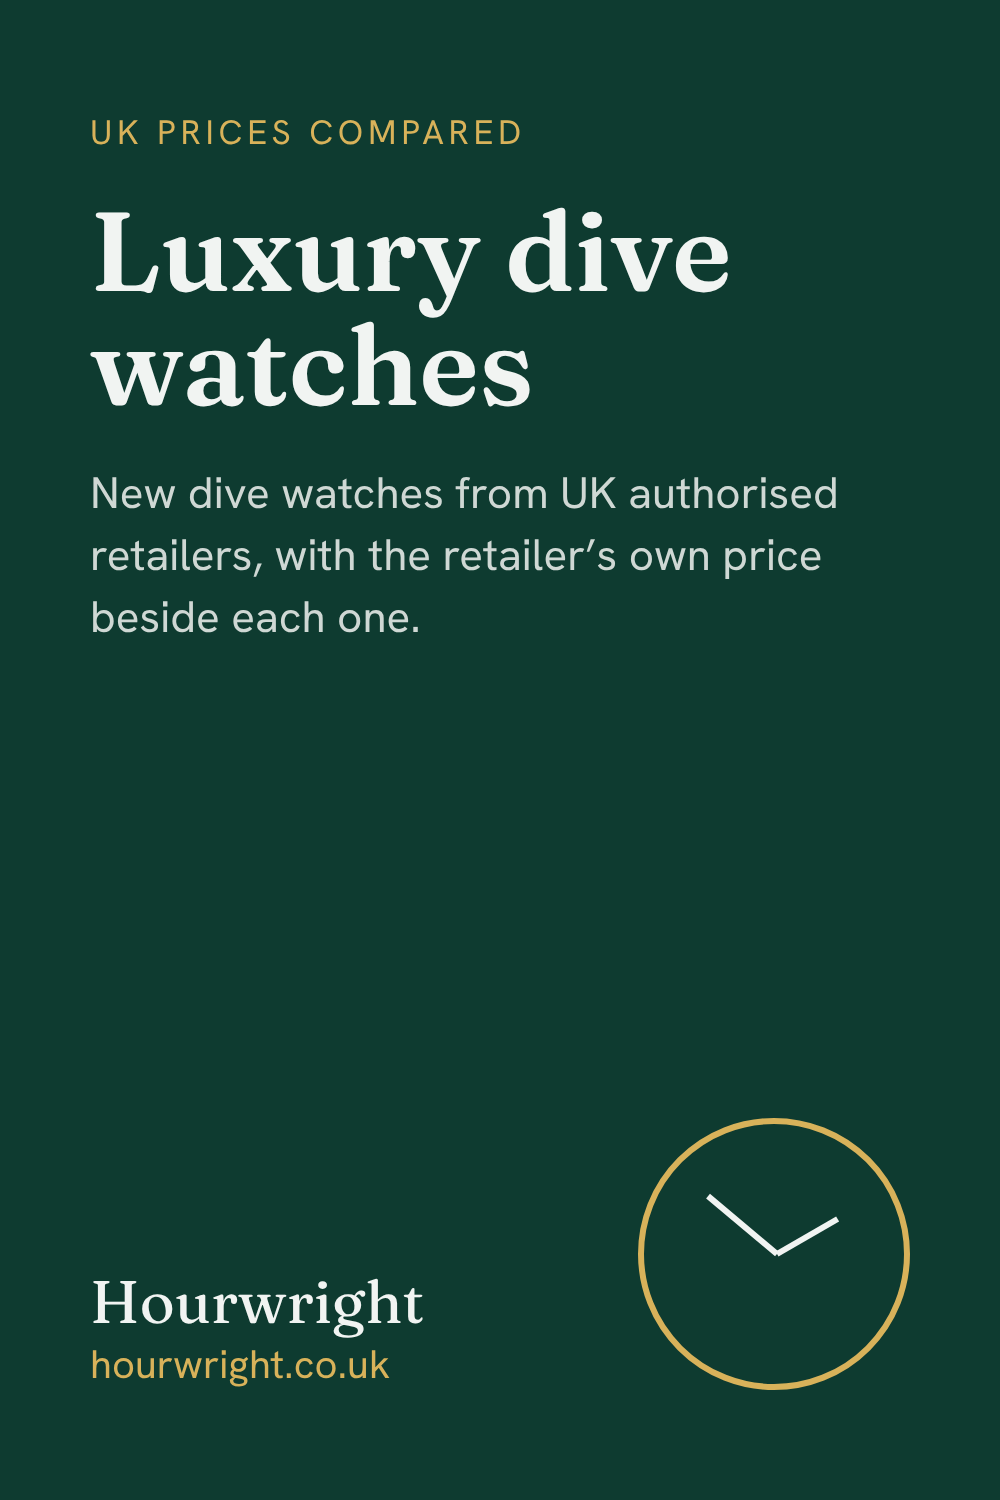 UK PRICES COMPARED
Luxury dive
watches
New dive watches from UK authorised
retailers, with the retailer’s own price
beside each one.
Hourwright
hourwright.co.uk